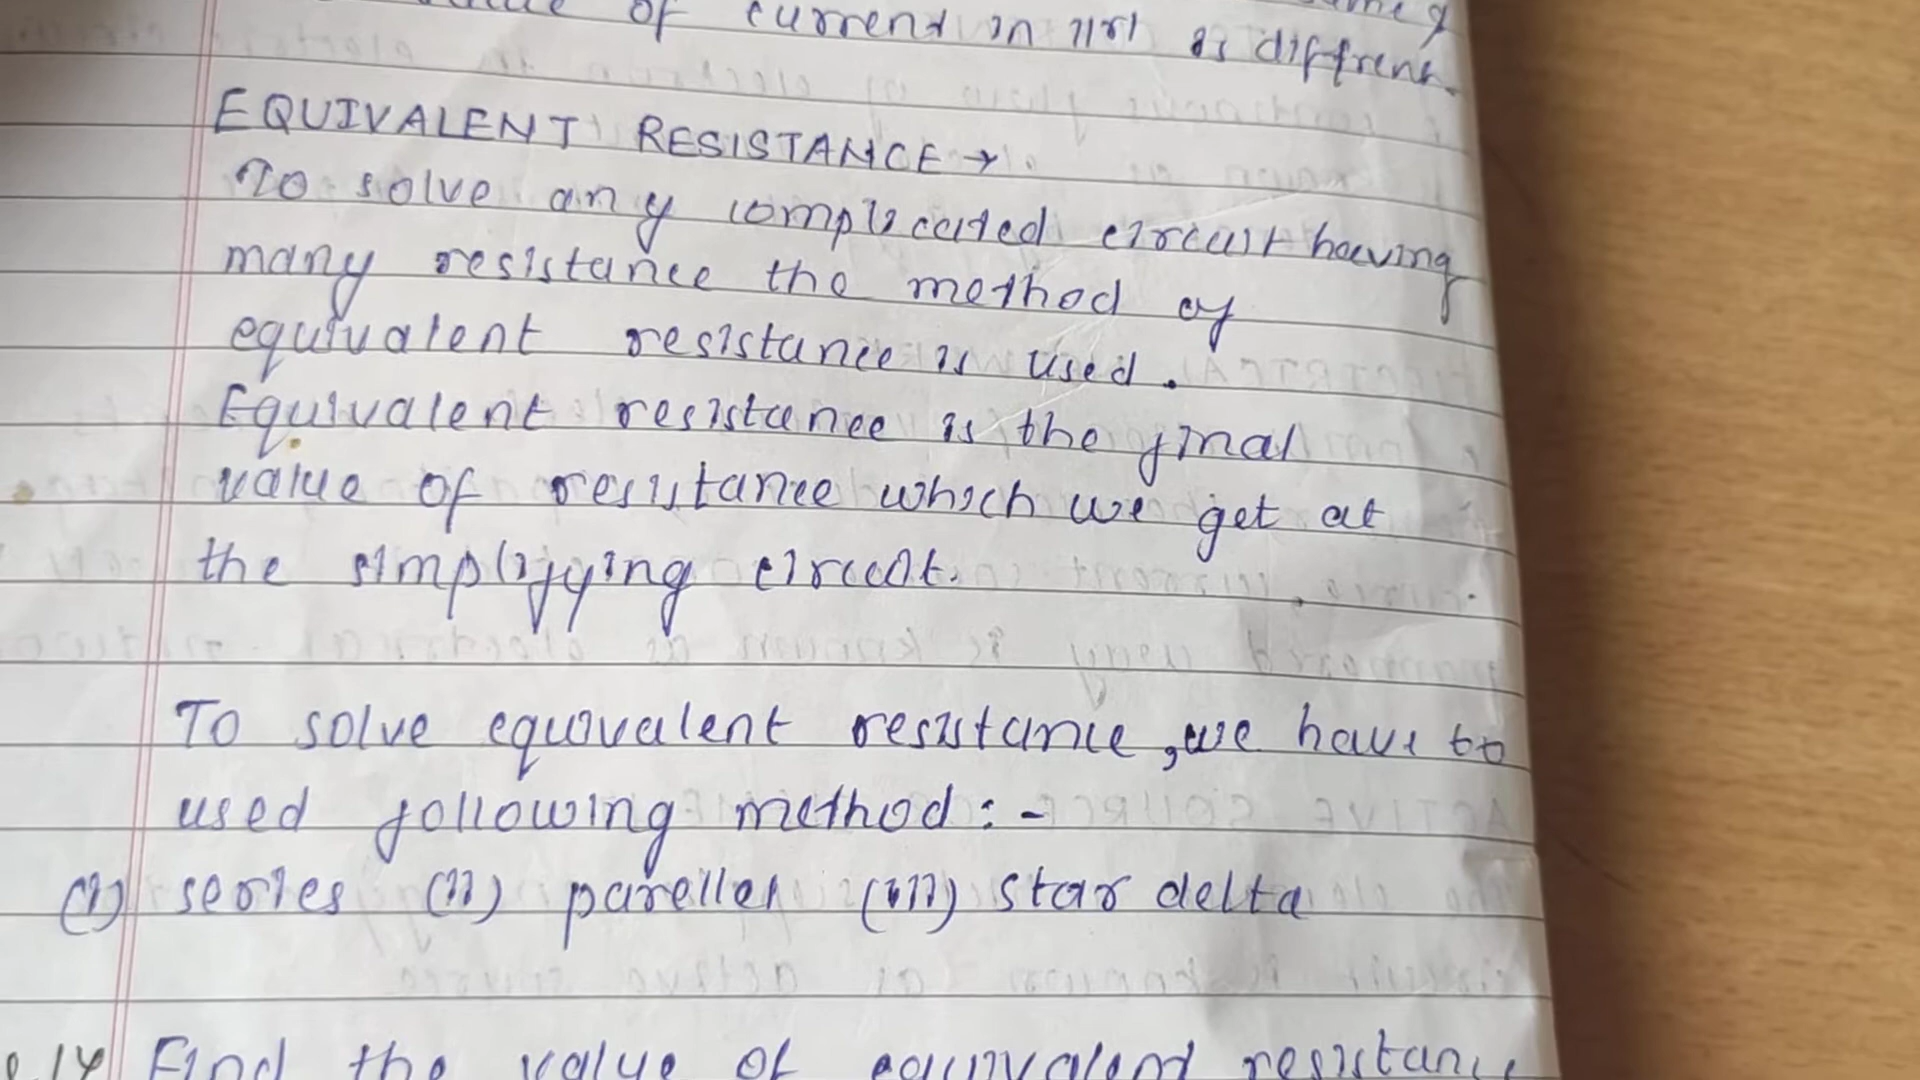 of current in is diffrent.
EQUIVALENT RESISTANCE →
To solve any complicated circuit having
many resistance the method of
equivalent resistance is used.
Equivalent resistance is the final
value of resistance which we get at
the simplifying circuit.
To solve equivalent resistance, we have to
used following method :-
(i) series (ii) parellel (iii) star delta
Find the value of equivalent resistance